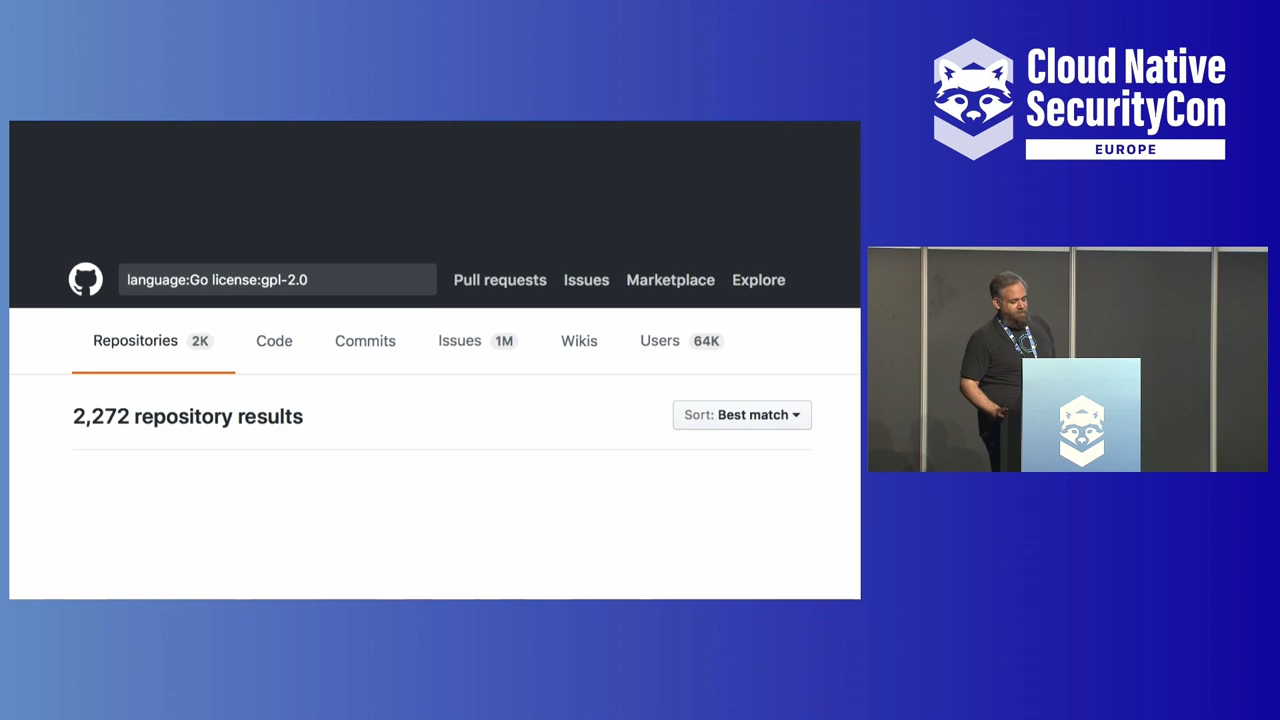 Cloud Native
SecurityCon
EUROPE
language:Go license:gpl-2.0
Pull requests Issues Marketplace Explore
Repositories 2K Code Commits Issues 1M Wikis Users 64K
2,272 repository results
Sort: Best match